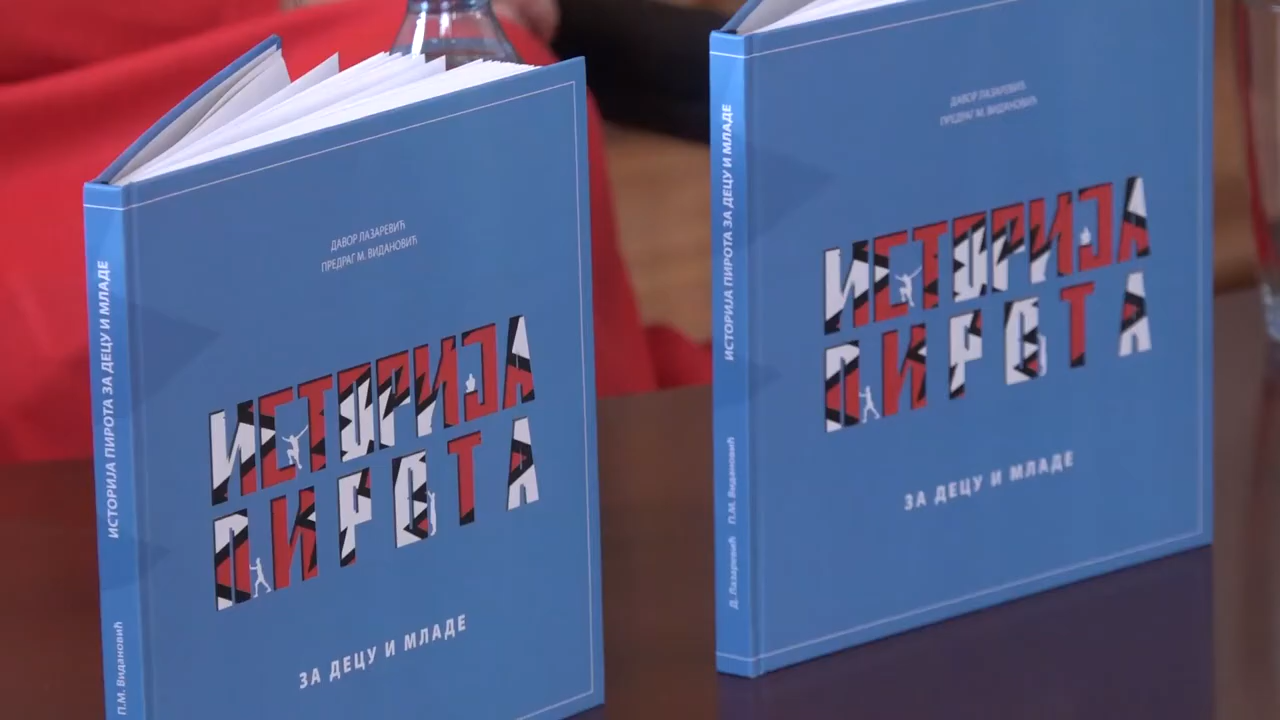 ИСТОРИЈА ПИРОТА ЗА ДЕЦУ И МЛАДЕ
П.М. Видановић
ДАВОР ЛАЗАРЕВИЋ
ПРЕДРАГ М. ВИДАНОВИЋ
ИСТОРИЈА
ПИРОТА
ЗА ДЕЦУ И МЛАДЕ
ИСТОРИЈА ПИРОТА ЗА ДЕЦУ И МЛАДЕ
Д. Лазаревић П.М. Видановић
ДАВОР ЛАЗАРЕВИЋ
ПРЕДРАГ М. ВИДАНОВИЋ
ИСТОРИЈА
ПИРОТА
ЗА ДЕЦУ И МЛАДЕ